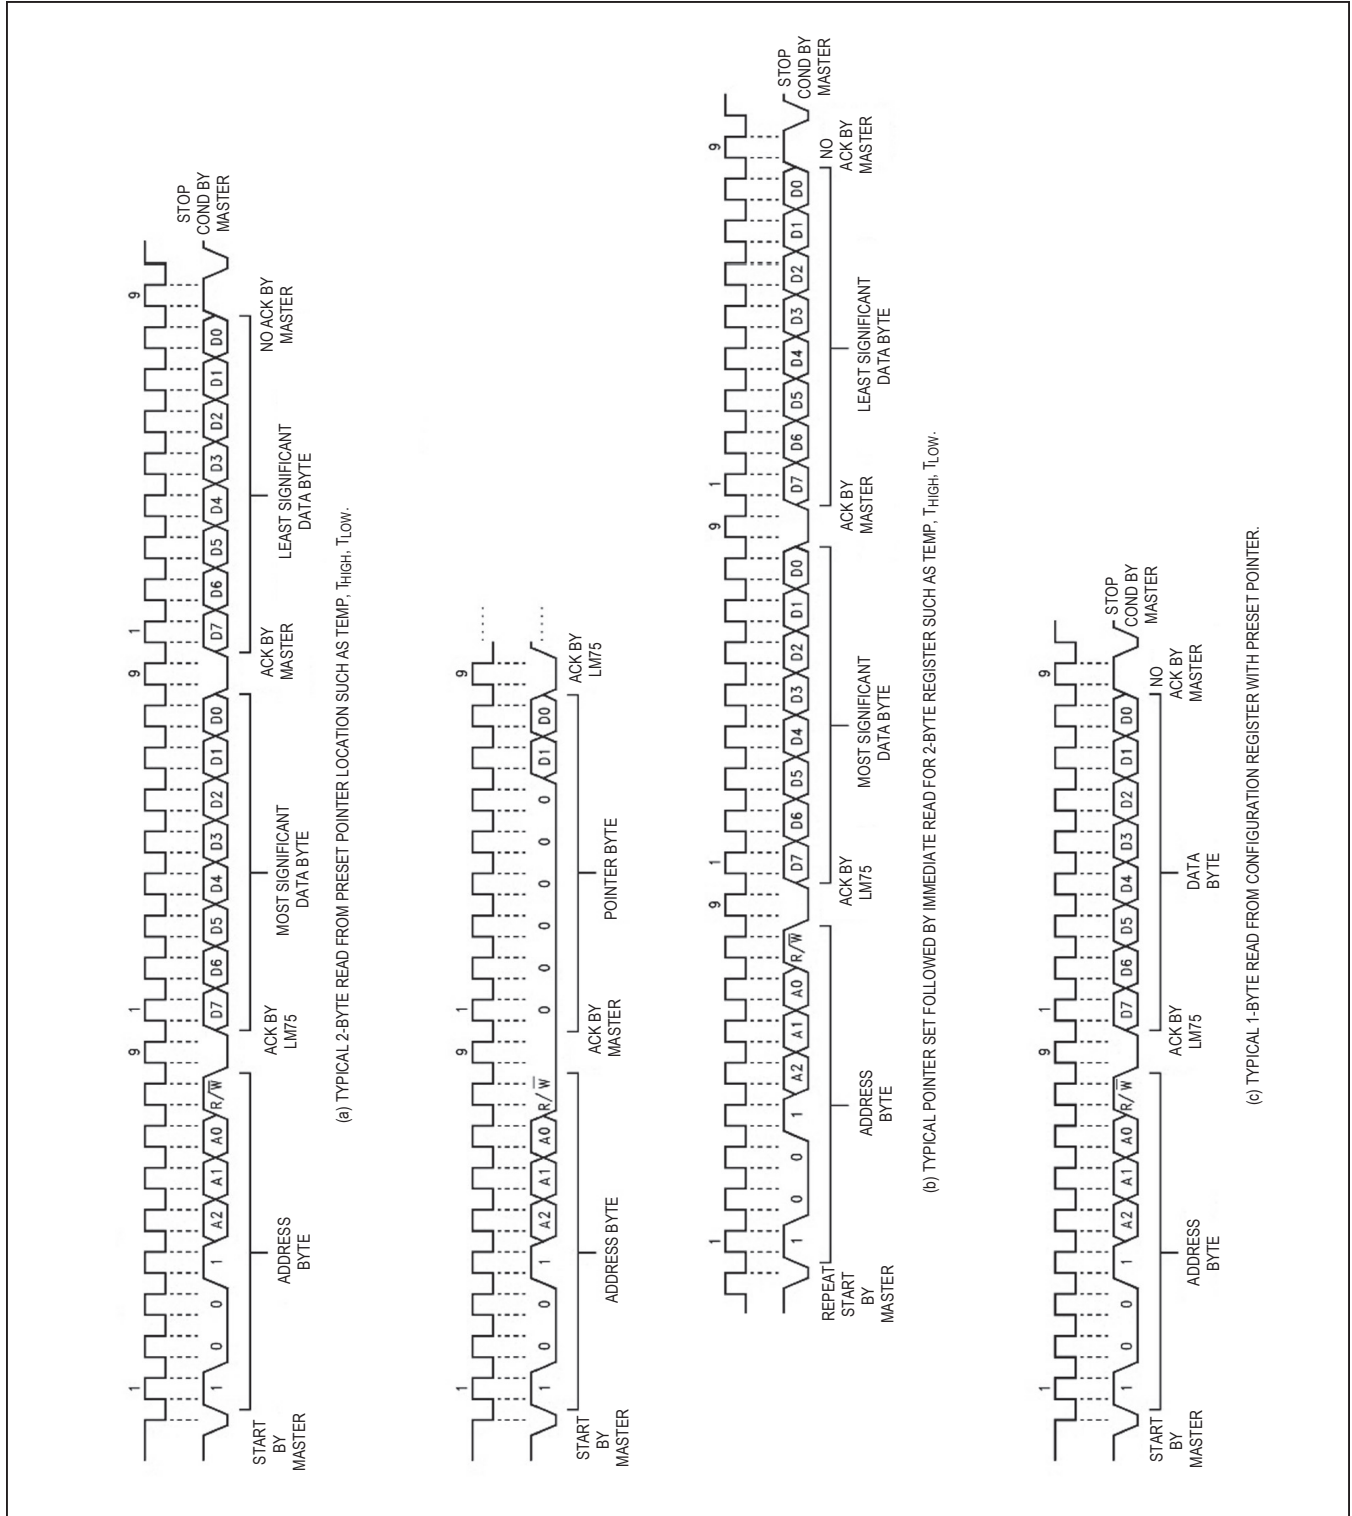 1 9 1 9 1 9
1 0 0 1 A2 A1 A0 R/W̅ D7 D6 D5 D4 D3 D2 D1 D0 D7 D6 D5 D4 D3 D2 D1 D0
START
BY
MASTER
ADDRESS
BYTE
ACK BY
LM75
MOST SIGNIFICANT
DATA BYTE
ACK BY
MASTER
LEAST SIGNIFICANT
DATA BYTE
NO ACK BY
MASTER
STOP
COND BY
MASTER
(a) TYPICAL 2-BYTE READ FROM PRESET POINTER LOCATION SUCH AS TEMP, THIGH, TLOW.
1 9 1 9
1 0 0 1 A2 A1 A0 R/W̅ 0 0 0 0 0 0 D1 D0
START
BY
MASTER
ADDRESS BYTE
ACK BY
MASTER
POINTER BYTE
ACK BY
LM75
1 9 1 9 1 9
1 0 0 1 A2 A1 A0 R/W̅ D7 D6 D5 D4 D3 D2 D1 D0 D7 D6 D5 D4 D3 D2 D1 D0
REPEAT
START
BY
MASTER
ADDRESS
BYTE
ACK BY
LM75
MOST SIGNIFICANT
DATA BYTE
ACK BY
MASTER
LEAST SIGNIFICANT
DATA BYTE
NO
ACK BY
MASTER
STOP
COND BY
MASTER
(b) TYPICAL POINTER SET FOLLOWED BY IMMEDIATE READ FOR 2-BYTE REGISTER SUCH AS TEMP, THIGH, TLOW.
1 9 1 9
1 0 0 1 A2 A1 A0 R/W̅ D7 D6 D5 D4 D3 D2 D1 D0
START
BY
MASTER
ADDRESS
BYTE
ACK BY
LM75
DATA
BYTE
NO
ACK BY
MASTER
STOP
COND BY
MASTER
(c) TYPICAL 1-BYTE READ FROM CONFIGURATION REGISTER WITH PRESET POINTER.